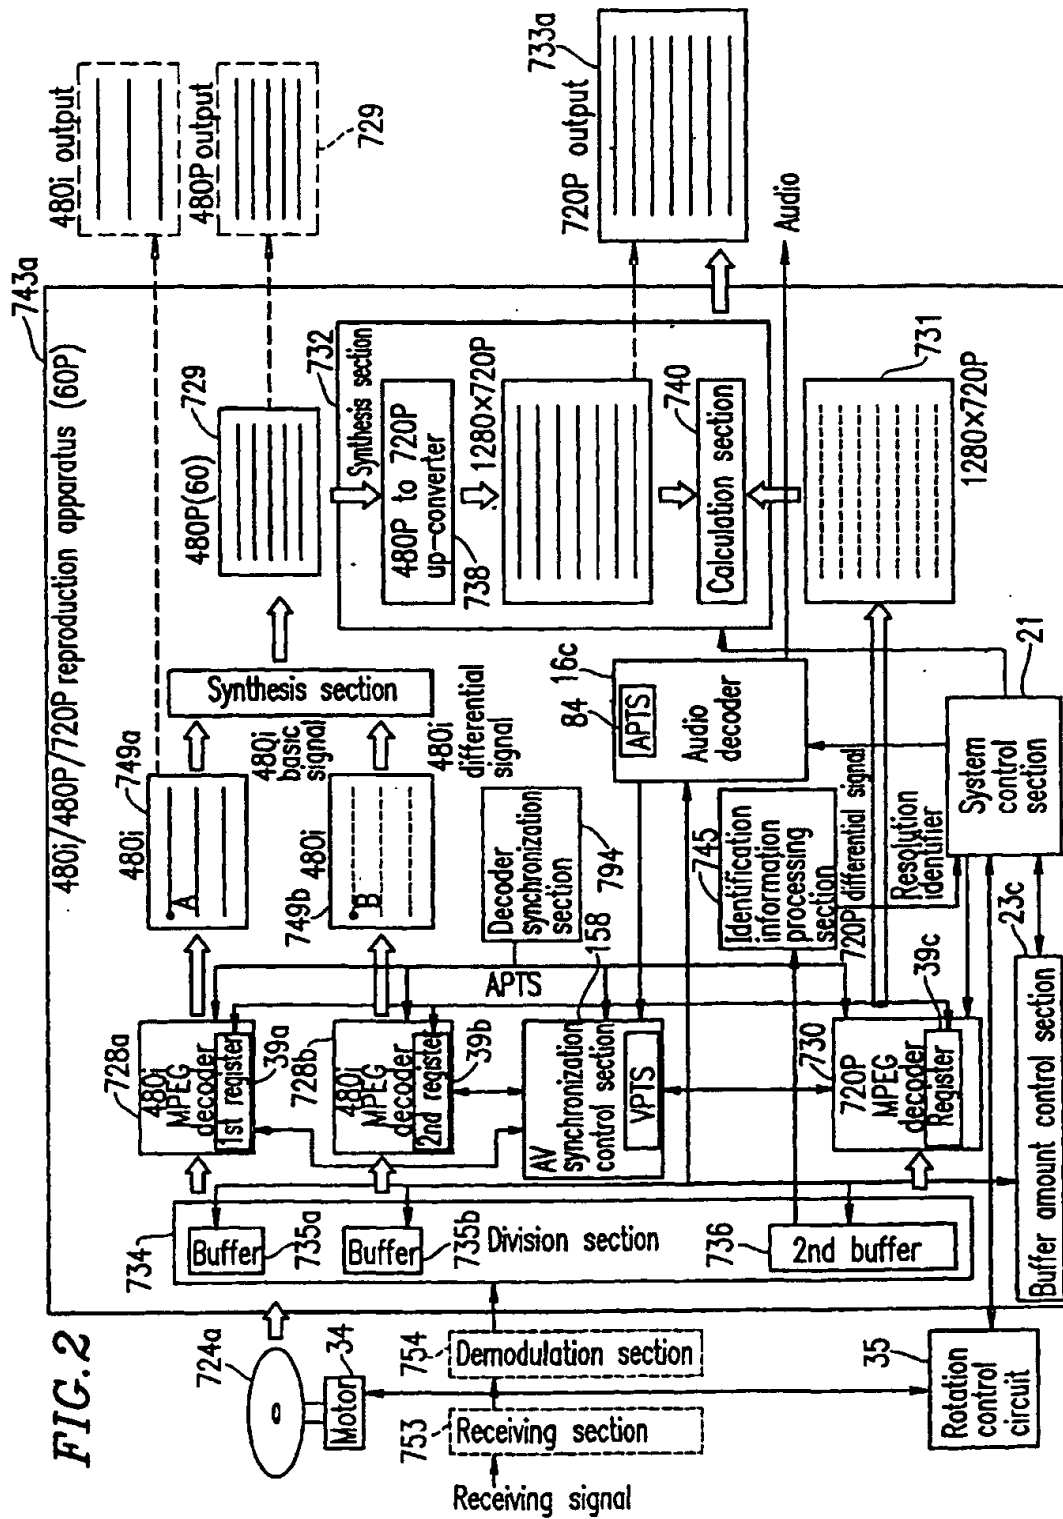 FIG.2
743a
480i/480P/720P reproduction apparatus (60P)
724a
Motor
34
Receiving signal
753
Receiving section
754
Demodulation section
35
Rotation
control
circuit
734
Buffer
735a
Buffer
735b
Division section
736
2nd buffer
728a
480i
MPEG
decoder
1st register
39a
728b
480i
MPEG
decoder
2nd register
39b
AV
synchronization
control section
VPTS
158
APTS
730
720P
MPEG
decoder
Register
39c
Buffer amount control section
23c
749a
480i
A
749b
480i
B
Decoder
synchronization
section
794
745
Identification
information
processing
section
720P differential signal
Resolution
identifier
480i
basic
signal
480i
differential
signal
Synthesis section
16c
84
APTS
Audio
decoder
System
control
section
21
480P(60)
729
732
Synthesis section
480P to 720P
up-converter
738
1280×720P
740
Calculation section
731
1280×720P
480i output
480P output
729
720P output
733a
Audio